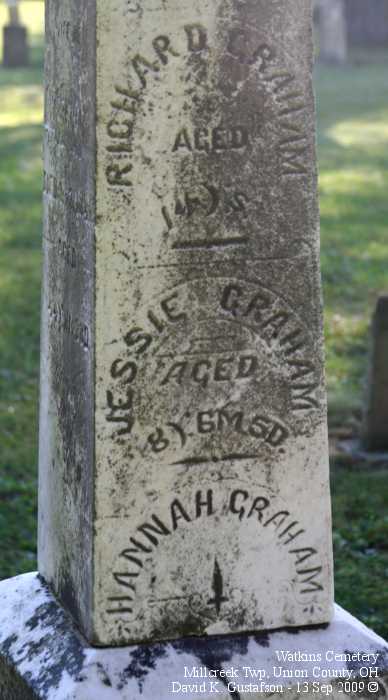 RICHARD GRAHAM
AGED
JESSIE GRAHAM
AGED
8Y 6M 5D.
HANNAH GRAHAM
Watkins Cemetery
Millcreek Twp, Union County, OH
David K. Gustafson - 13 Sep 2009 ©